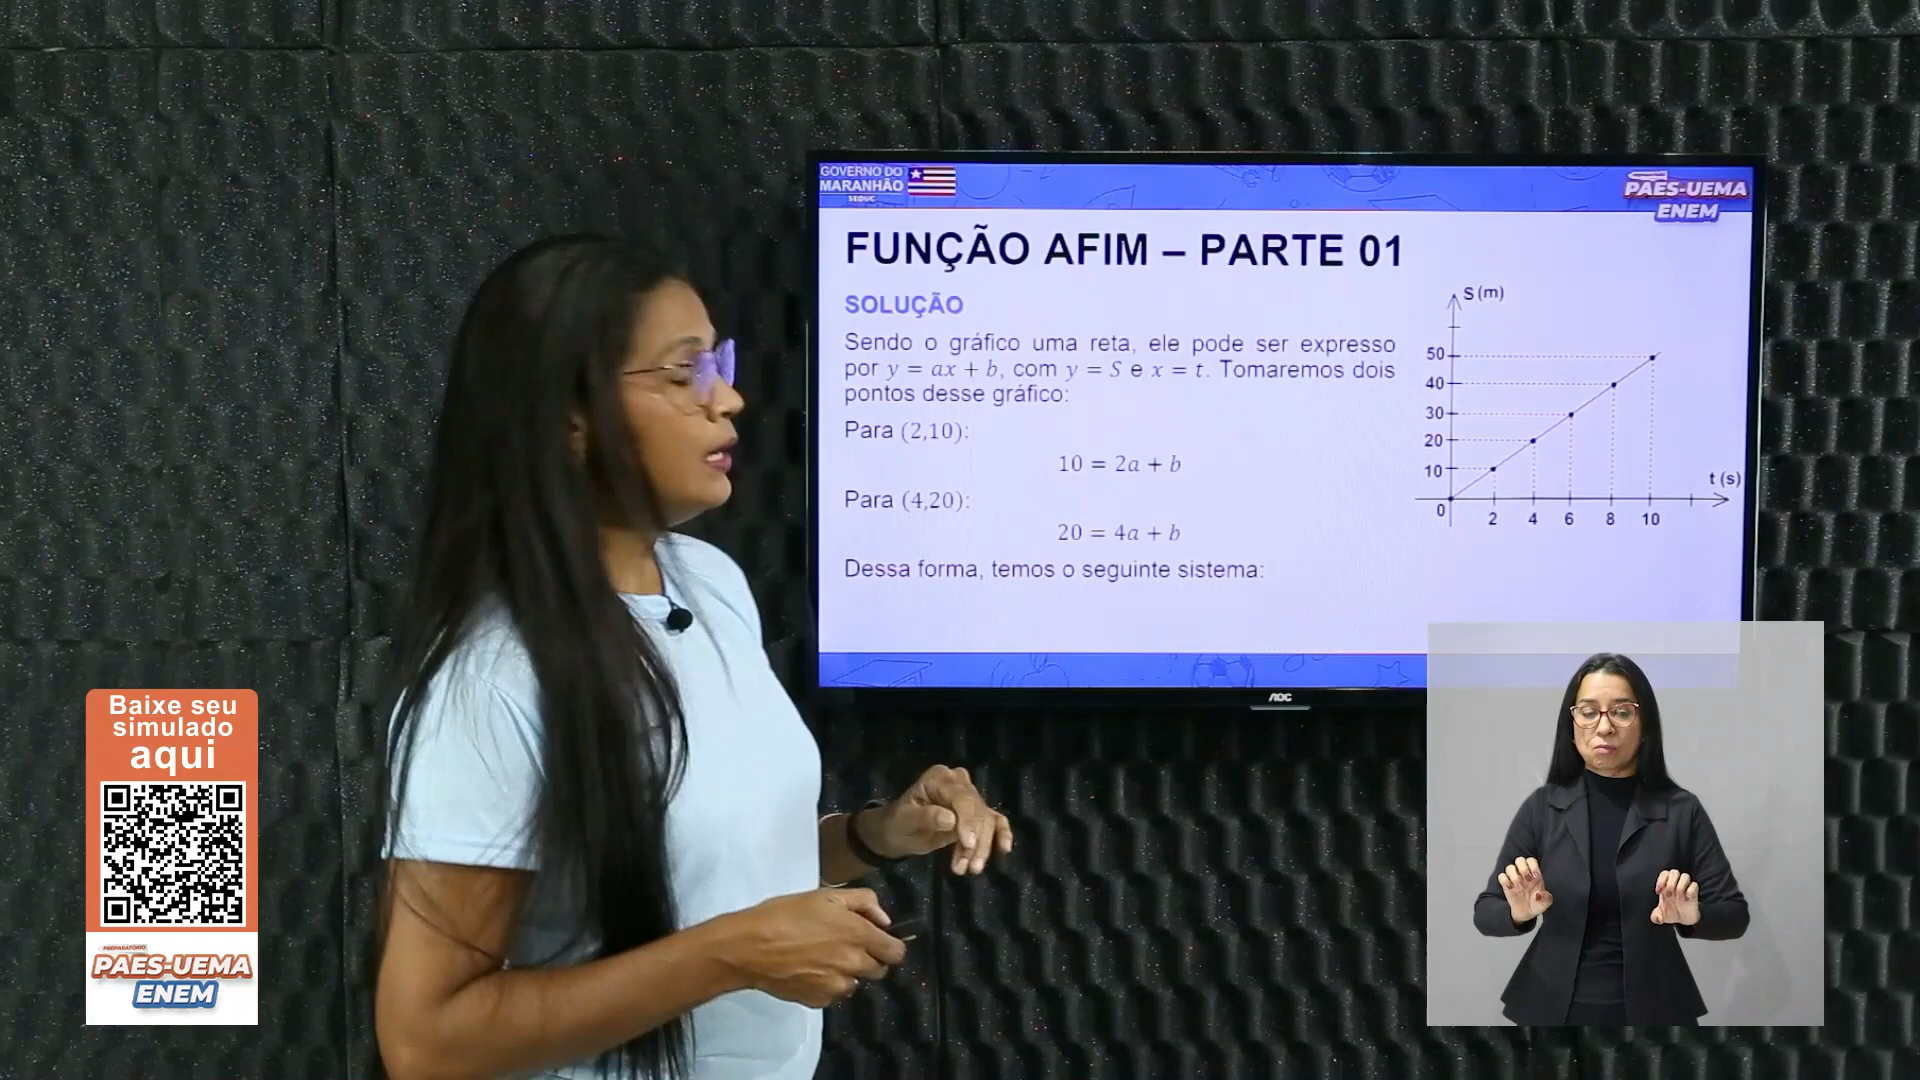 GOVERNO DO
MARANHÃO
SEDUC
PAES-UEMA
ENEM
FUNÇÃO AFIM – PARTE 01
SOLUÇÃO
Sendo o gráfico uma reta, ele pode ser expresso
por y = ax + b, com y = S e x = t. Tomaremos dois
pontos desse gráfico:
Para (2,10):
10 = 2a + b
Para (4,20):
20 = 4a + b
Dessa forma, temos o seguinte sistema:
S (m)
50
40
30
20
10
t (s)
0
2 4 6 8 10
AOC
Baixe seu
simulado
aqui
PREPARATÓRIO
PAES-UEMA
ENEM